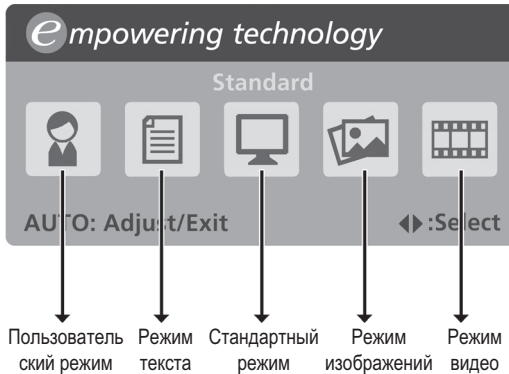 empowering technology
Standard
AUTO: Adjust/Exit
:Select
Пользователь Режим Стандартный Режим Режим
ский режим текста режим изображений видео